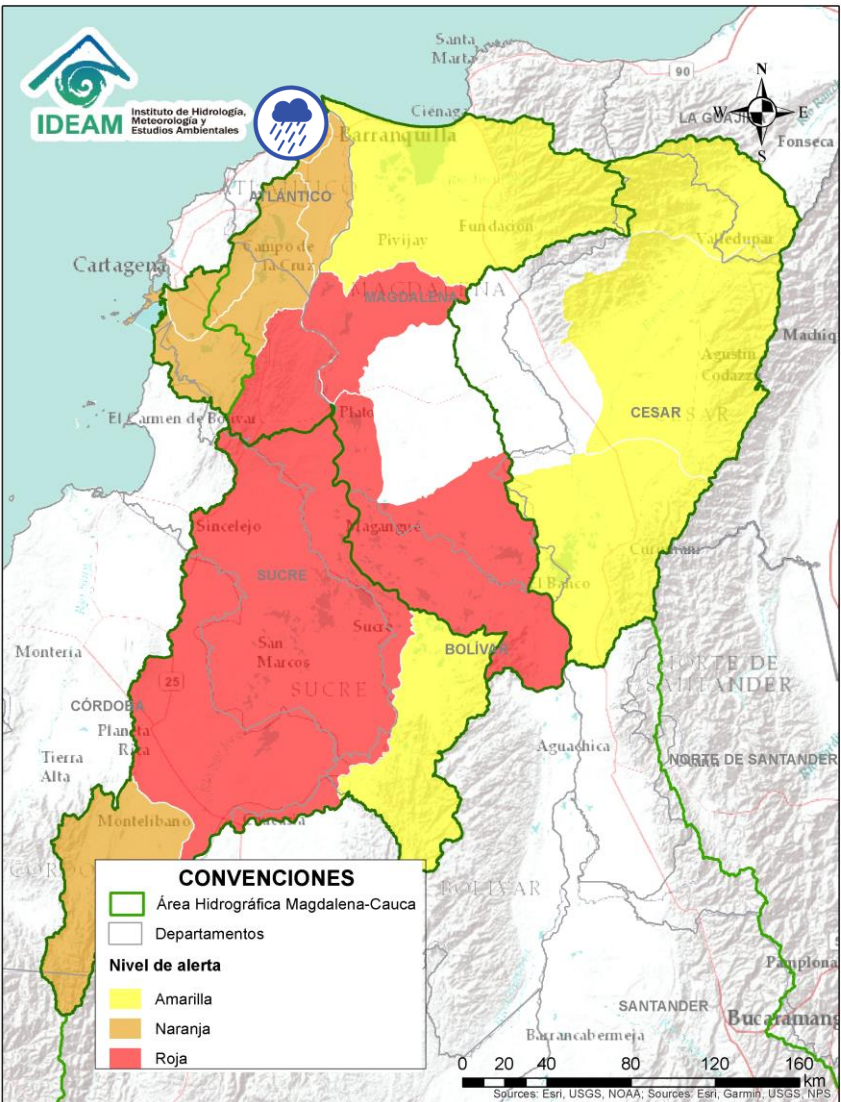 IDEAM
Instituto de Hidrología,
Meteorología y
Estudios Ambientales
Santa
Marta
90
N
W
E
S
Ciénaga
LA GUAJIRA
Fonseca
Barranquilla
ATLÁNTICO
Fundación
Pivijay
Valledupar
Campo de
la Cruz
Cartagena
MAGDALENA
MAGDALENA
Agustín
Codazzi
El Carmen de Bolívar
Plato
CESAR
Sincelejo
Magangué
SUCRE
El Banco
Sucre
Montería
San
Marcos
BOLÍVAR
NORTE DE
SANTANDER
25
SUCRE
CÓRDOBA
Planeta
Rica
Tierra
Alta
Aguachica
NORTE DE SANTANDER
Montelíbano
CONVENCIONES
Área Hidrográfica Magdalena-Cauca
Departamentos
Nivel de alerta
Amarilla
Naranja
Roja
BOLÍVAR
Pamplona
SANTANDER
Bucaramang
Barrancabermeja
0 20 40 80 120 160
km
Sources: Esri, USGS, NOAA; Sources: Esri, Garmin, USGS, NPS